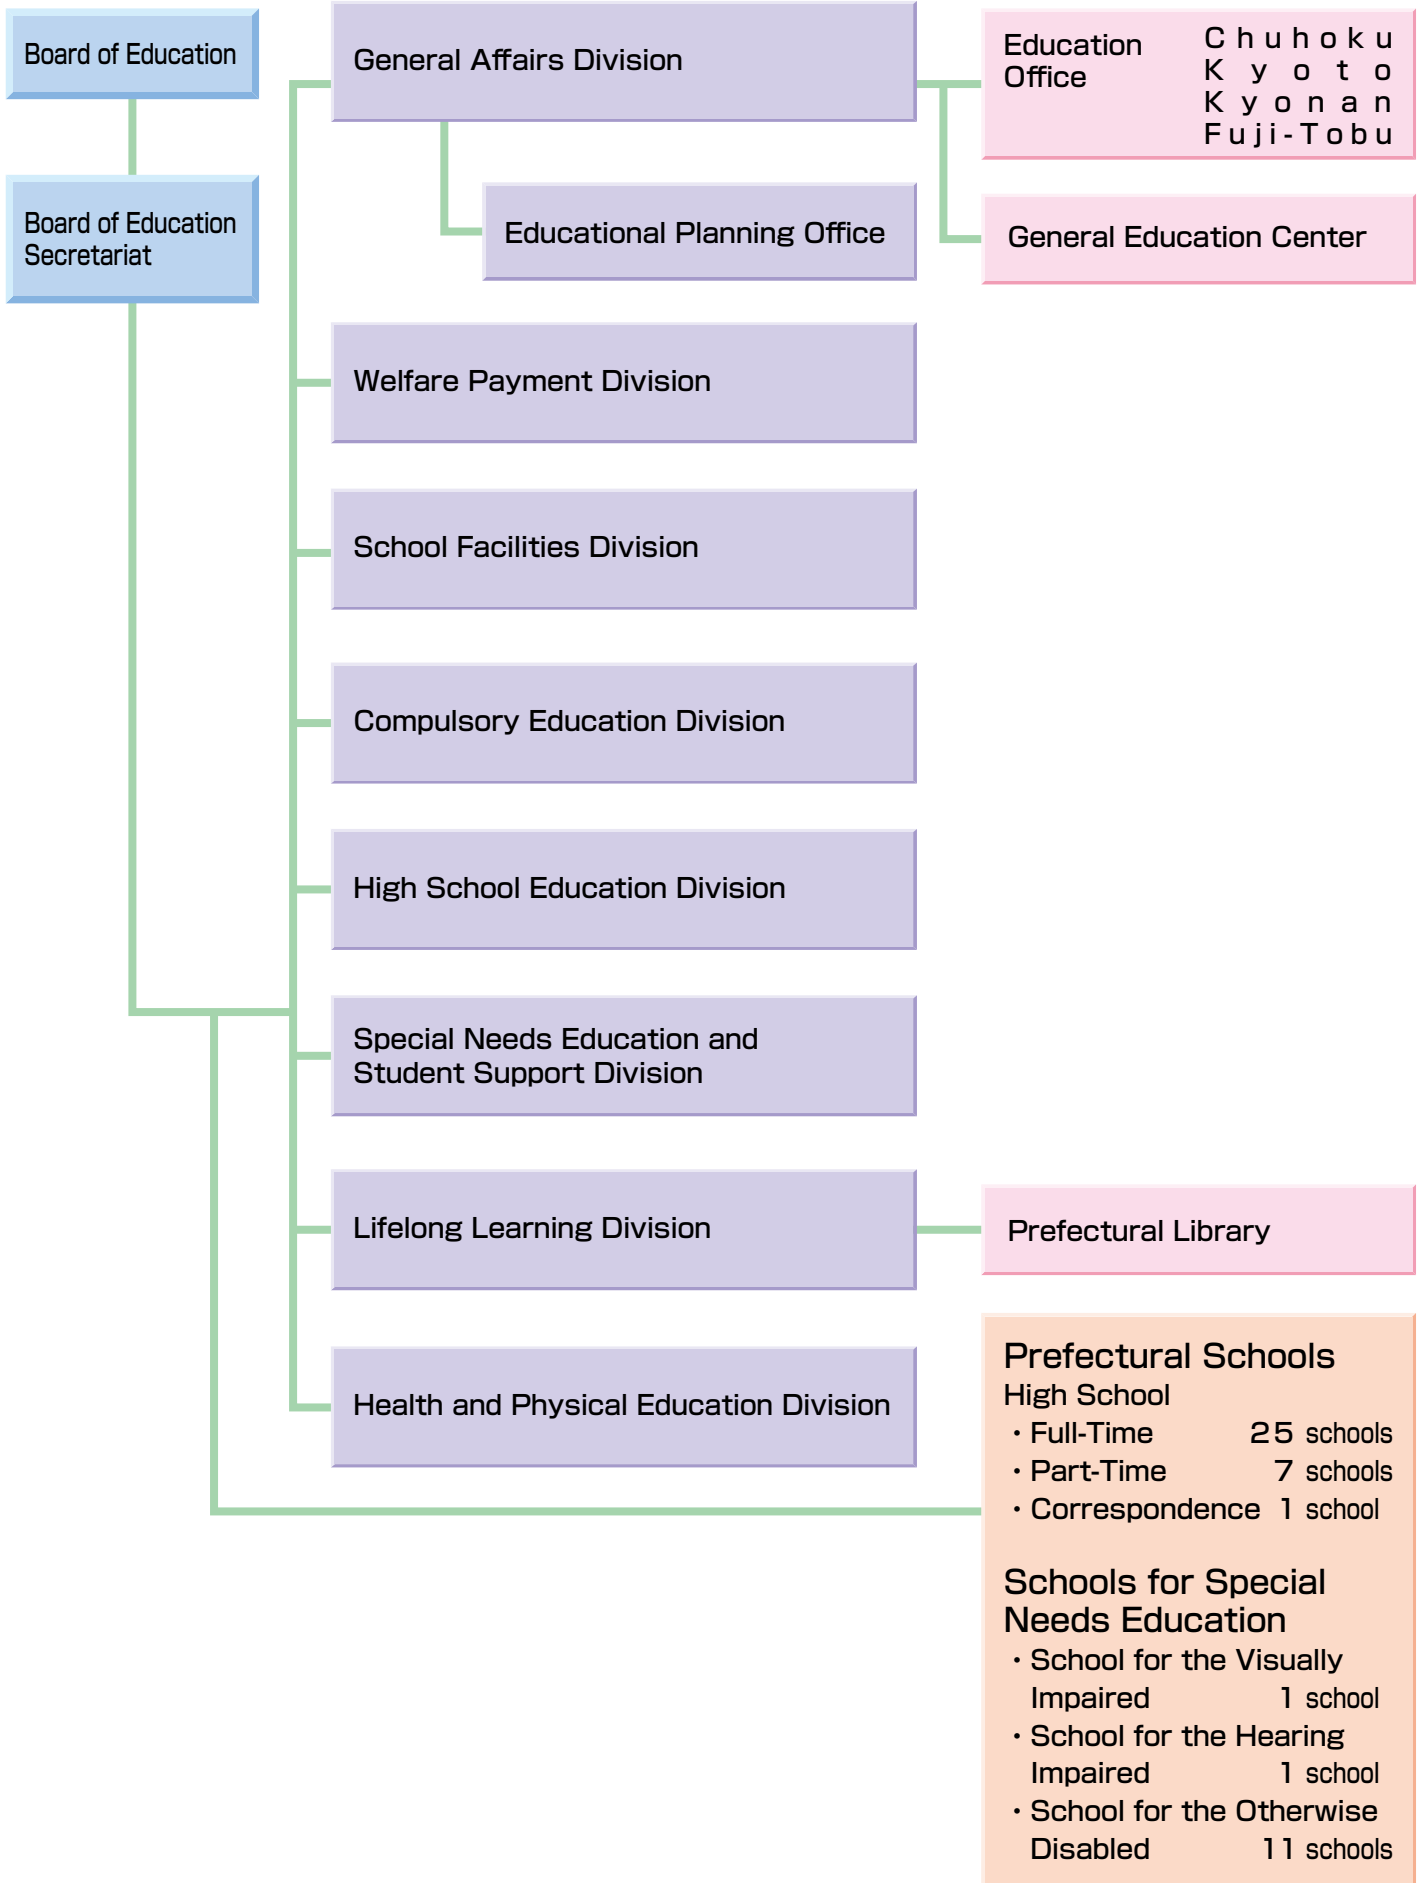 Board of Education
Board of Education
Secretariat
General Affairs Division
Educational Planning Office
Welfare Payment Division
School Facilities Division
Compulsory Education Division
High School Education Division
Special Needs Education and
Student Support Division
Lifelong Learning Division
Health and Physical Education Division
Education Chuhoku
Office Kyoto
Kyonan
Fuji-Tobu
General Education Center
Prefectural Library
Prefectural Schools
High School
・Full-Time 25 schools
・Part-Time 7 schools
・Correspondence 1 school
Schools for Special
Needs Education
・School for the Visually
Impaired 1 school
・School for the Hearing
Impaired 1 school
・School for the Otherwise
Disabled 11 schools